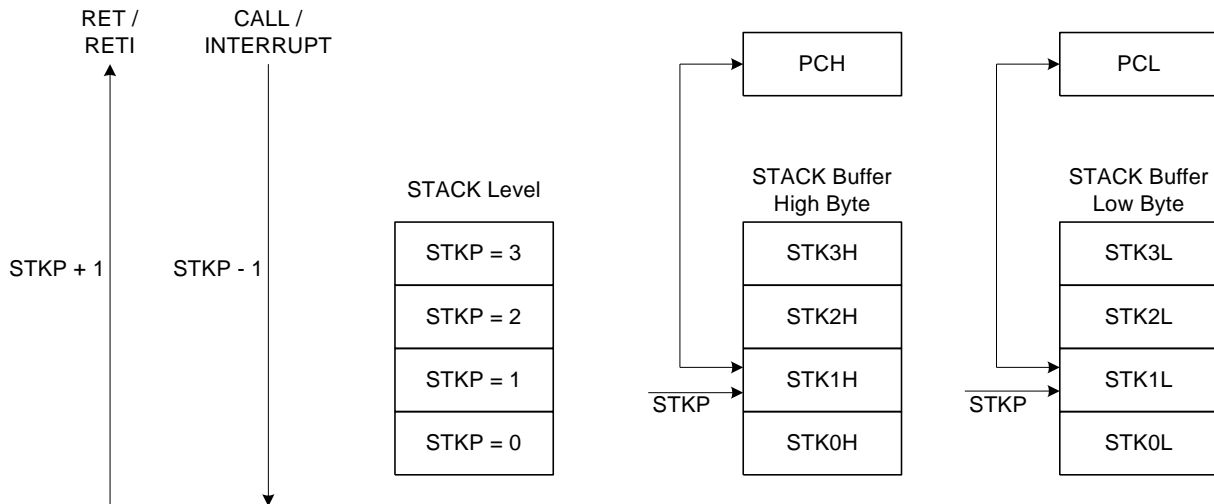 RET /
RETI
CALL /
INTERRUPT
PCH
PCL
STACK Level
STACK Buffer
High Byte
STACK Buffer
Low Byte
STKP + 1
STKP - 1
STKP = 3
STKP = 2
STKP = 1
STKP = 0
STK3H
STK2H
STK1H
STK0H
STKP
STK3L
STK2L
STK1L
STK0L
STKP